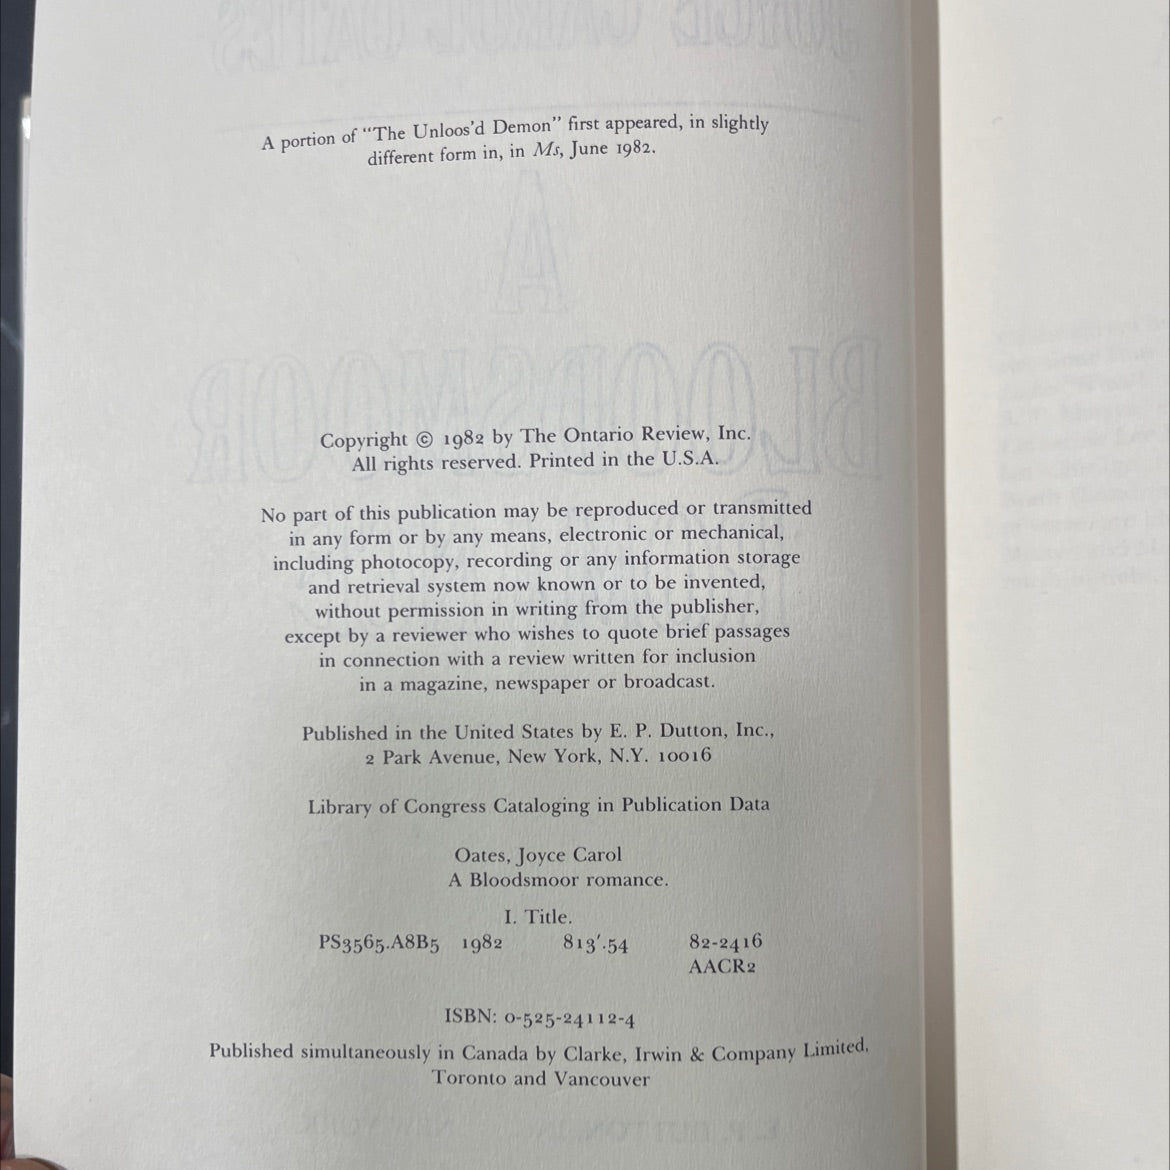 A portion of “The Unloos’d Demon” first appeared, in slightly
different form in, in Ms, June 1982.
Copyright © 1982 by The Ontario Review, Inc.
All rights reserved. Printed in the U.S.A.
No part of this publication may be reproduced or transmitted
in any form or by any means, electronic or mechanical,
including photocopy, recording or any information storage
and retrieval system now known or to be invented,
without permission in writing from the publisher,
except by a reviewer who wishes to quote brief passages
in connection with a review written for inclusion
in a magazine, newspaper or broadcast.
Published in the United States by E. P. Dutton, Inc.,
2 Park Avenue, New York, N.Y. 10016
Library of Congress Cataloging in Publication Data
Oates, Joyce Carol
A Bloodsmoor romance.
I. Title.
PS3565.A8B5 1982 813′.54 82-2416
AACR2
ISBN: 0-525-24112-4
Published simultaneously in Canada by Clarke, Irwin & Company Limited,
Toronto and Vancouver